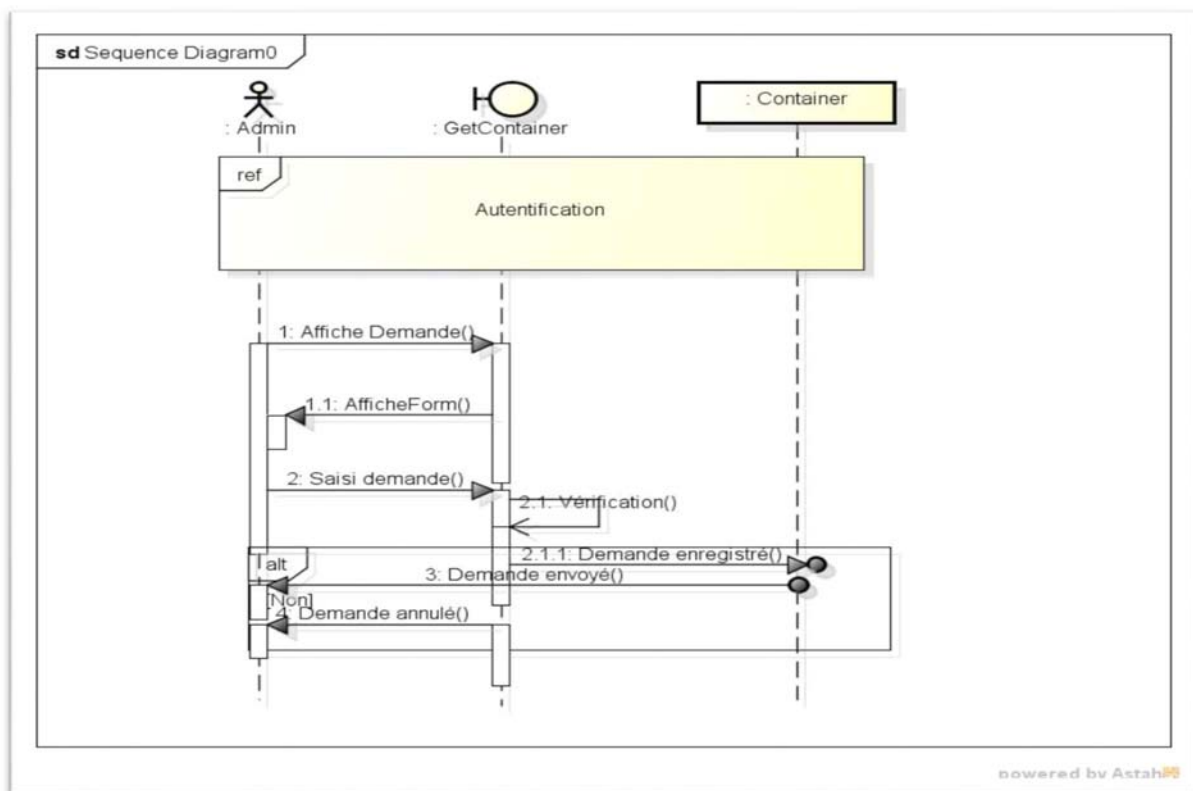 sd Sequence Diagram0
: Admin
: GetContainer
: Container
ref
Autentification
1: Affiche Demande()
1.1: AfficheForm()
2: Saisi demande()
2.1: Vérification()
2.1.1: Demande enregistré()
alt
3: Demande envoyé()
[Non]
4: Demande annulé()
powered by Astah